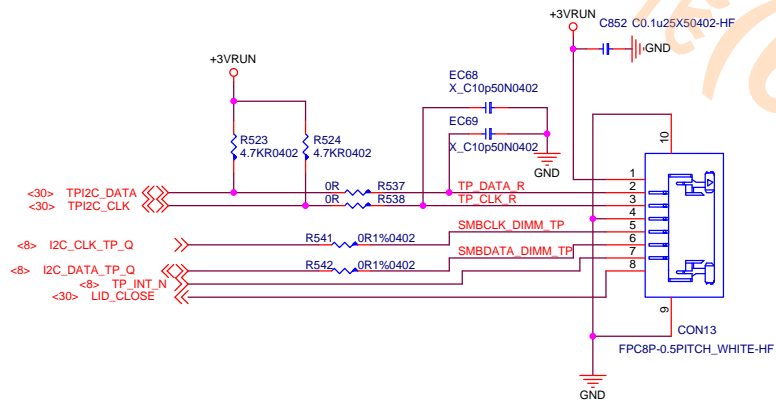 +3VRUN
C852 C0.1u25X50402-HF
GND
+3VRUN
EC68
X_C10p50N0402
R523
4.7KR0402
R524
4.7KR0402
EC69
X_C10p50N0402
GND
10
<30> TPI2C_DATA
0R
R537
TP_DATA_R
<30> TPI2C_CLK
0R
R538
TP_CLK_R
1
2
3
4
5
6
7
8
<8> I2C_CLK_TP_Q
R541
0R1%0402
SMBCLK_DIMM_TP
<8> I2C_DATA_TP_Q
R542
0R1%0402
SMBDATA_DIMM_TP
<8> TP_INT_N
<30> LID_CLOSE
9
CON13
FPC8P-0.5PITCH_WHITE-HF
GND